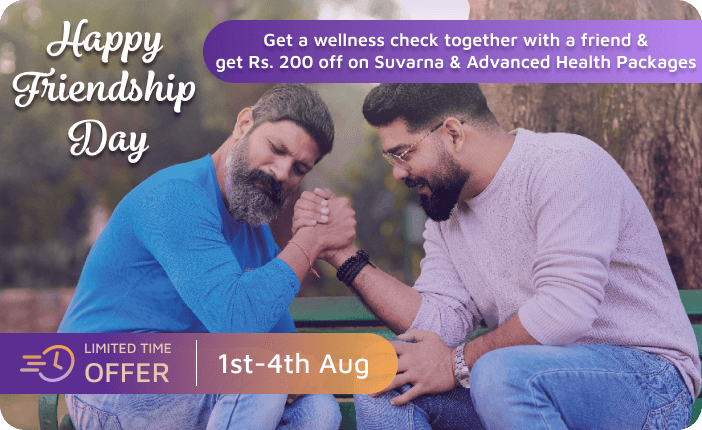 Happy
Friendship
Day
Get a wellness check together with a friend &
get Rs. 200 off on Suvarna & Advanced Health Packages
LIMITED TIME
OFFER
1st-4th Aug